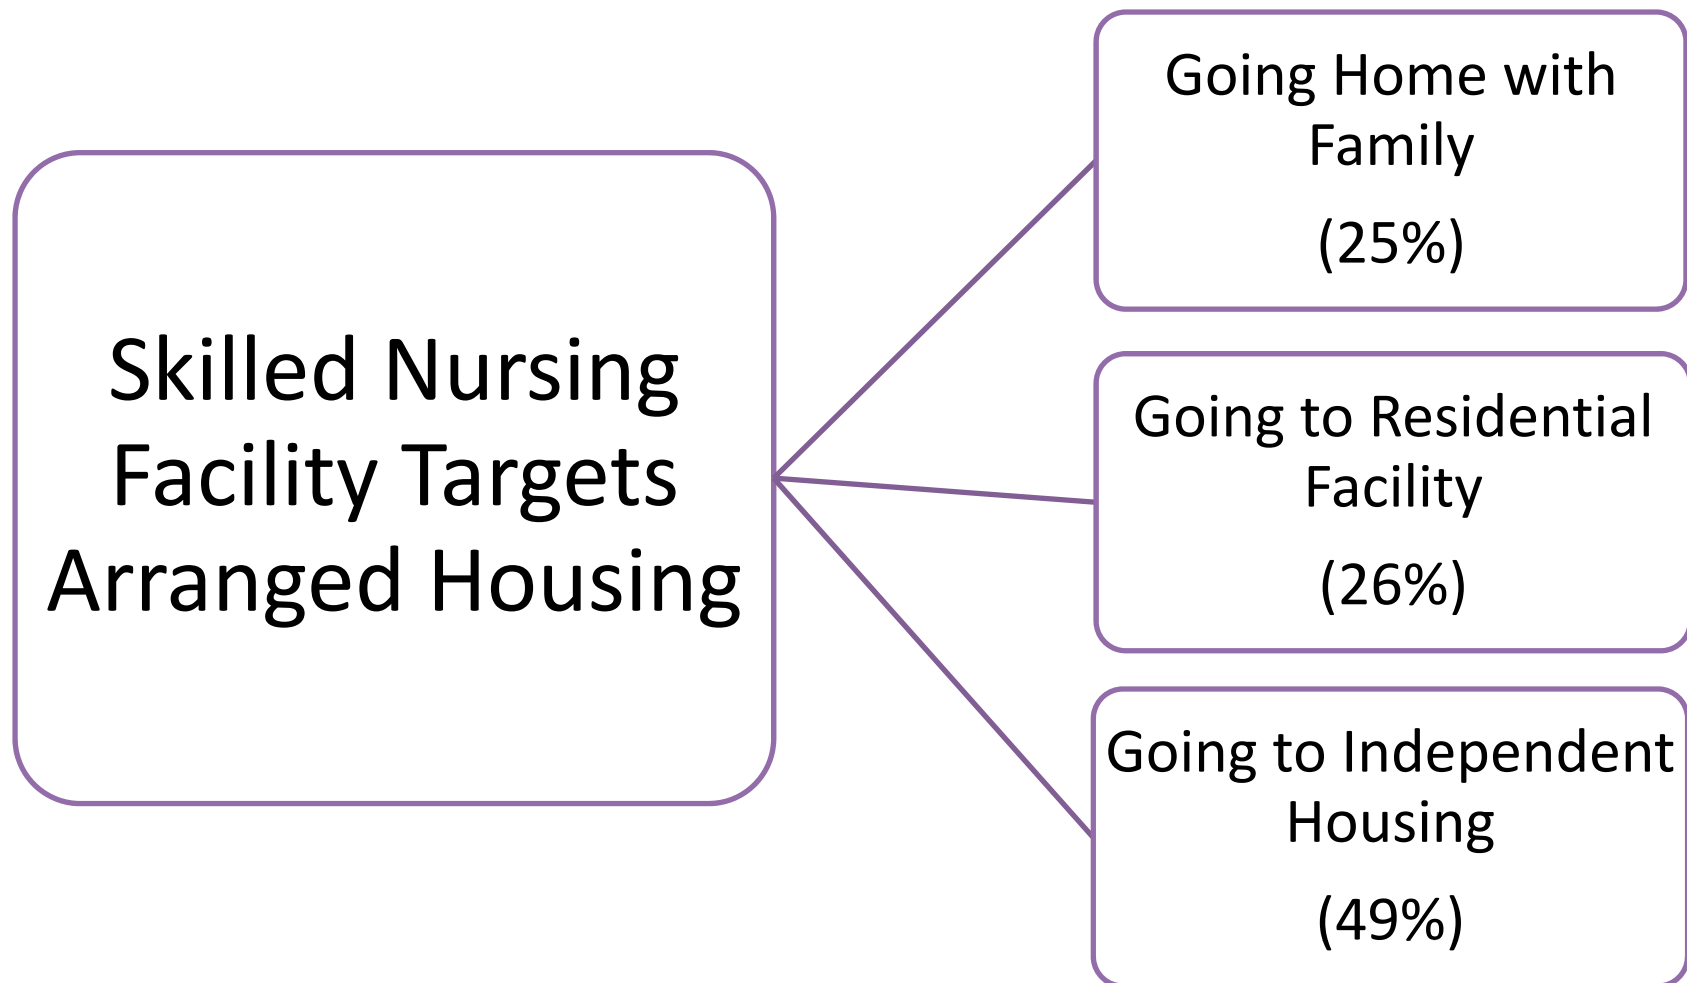 Skilled Nursing
Facility Targets
Arranged Housing
Going Home with
Family
(25%)
Going to Residential
Facility
(26%)
Going to Independent
Housing
(49%)